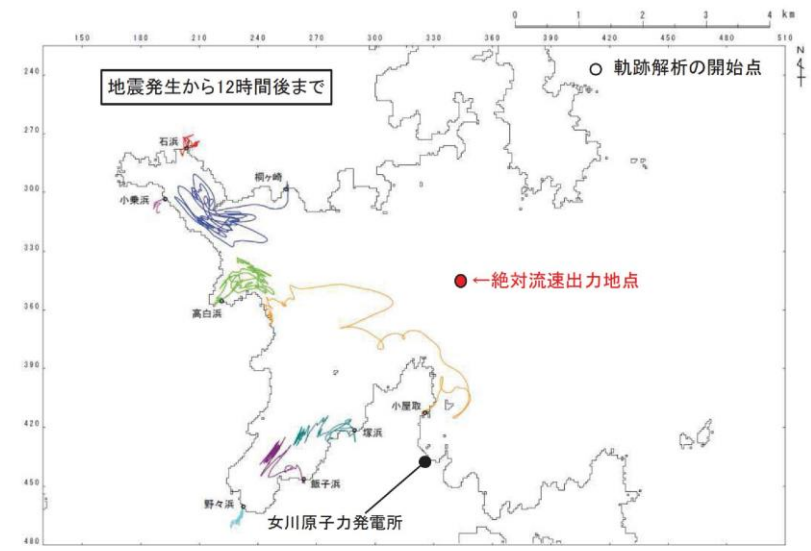 0 1 2 3 4 km
150 180 210 240 270 300 330 360 390 420 450 480 510
N
240
270
300
330
360
390
420
450
480
地震発生から12時間後まで
○ 軌跡解析の開始点
石浜
桐ヶ崎
小乗浜
←絶対流速出力地点
高白浜
小屋取
塚浜
飯子浜
野々浜
女川原子力発電所